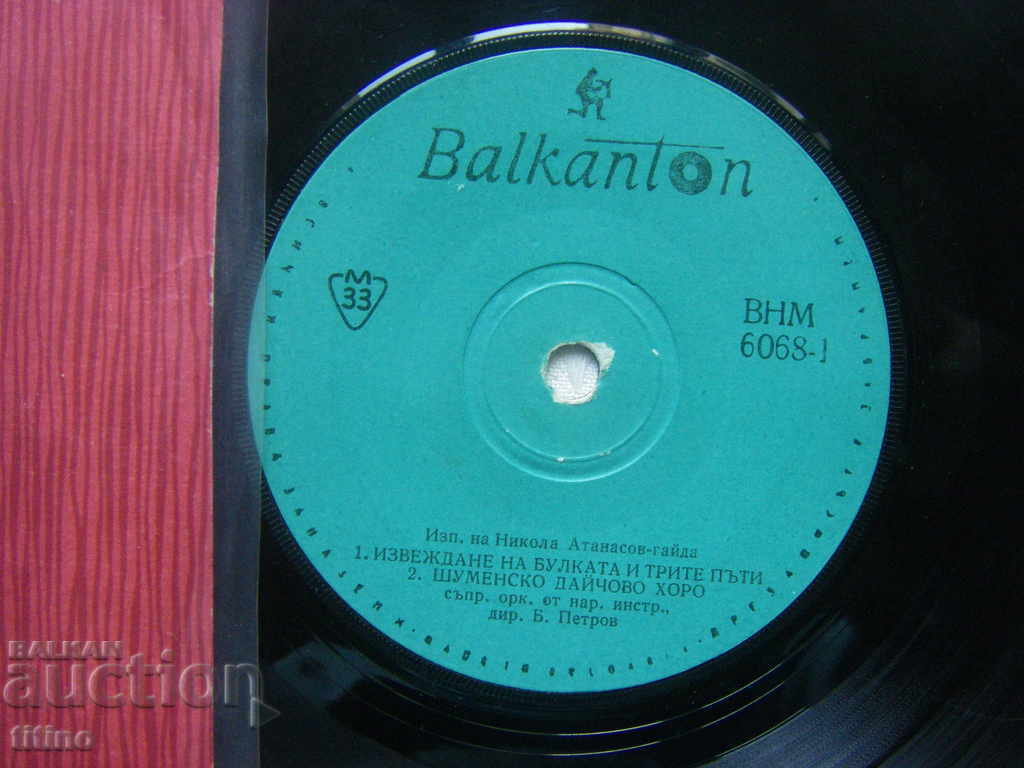 Balkanton
M
33
ВНМ
6068-1
Изп. на Никола Атанасов-гайда
1. ИЗВЕЖДАНЕ НА БУЛКАТА И ТРИТЕ ПЪТИ
2. ШУМЕНСКО ДАЙЧОВО ХОРО
съпр. орк. от нар. инстр.,
дир. Б. Петров
BALKAN
auction
titino